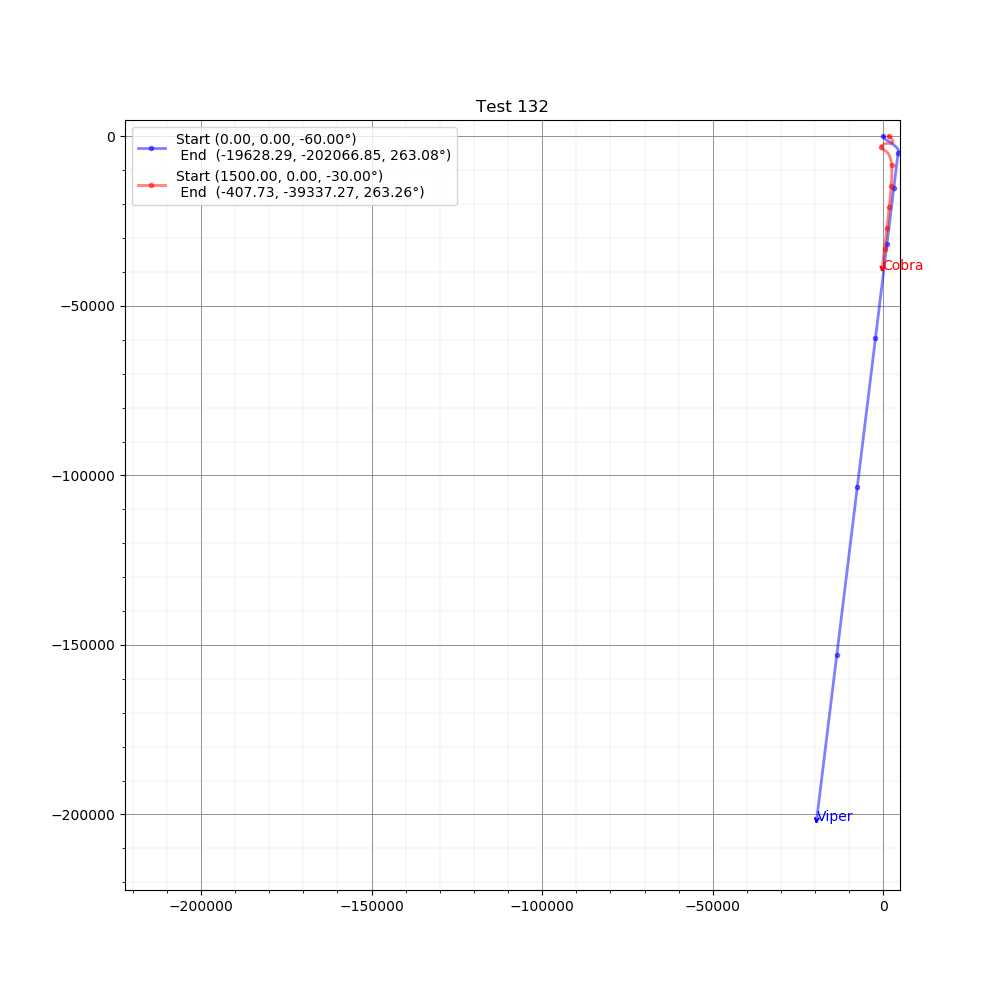 Test 132
Start (0.00, 0.00, -60.00°)
End (-19628.29, -202066.85, 263.08°)
Start (1500.00, 0.00, -30.00°)
End (-407.73, -39337.27, 263.26°)
0
−50000
−100000
−150000
−200000
Cobra
Viper
−200000
−150000
−100000
−50000
0